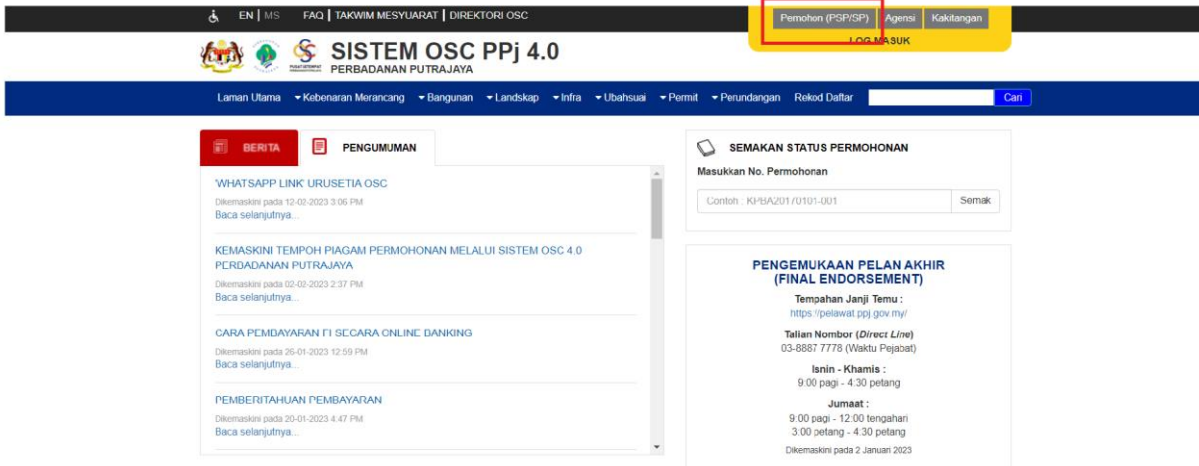 EN | MS FAQ | TAKWIM MESYUARAT | DIREKTORI OSC
Pemohon (PSP/SP) Agensi Kakitangan
LOG MASUK
SISTEM OSC PPj 4.0
PERBADANAN PUTRAJAYA
Laman Utama Kebenaran Merancang Bangunan Landskap Infra Ubahsuai Permit Perundangan Rekod Daftar Cari
BERITA PENGUMUMAN
'WHATSAPP LINK' URUSETIA OSC
Dikemaskini pada 12-02-2023 3:06 PM
Baca selanjutnya...
KEMASKINI TEMPOH PIAGAM PERMOHONAN MELALUI SISTEM OSC 4.0
PERBADANAN PUTRAJAYA
Dikemaskini pada 02-02-2023 2:37 PM
Baca selanjutnya...
CARA PEMBAYARAN FI SECARA ONLINE BANKING
Dikemaskini pada 26-01-2023 12:59 PM
Baca selanjutnya...
PEMBERITAHUAN PEMBAYARAN
Dikemaskini pada 20-01-2023 4:47 PM
Baca selanjutnya...
SEMAKAN STATUS PERMOHONAN
Masukkan No. Permohonan
Contoh : KPBA20170101-001 Semak
PENGEMUKAAN PELAN AKHIR
(FINAL ENDORSEMENT)
Tempahan Janji Temu :
https://pelawat.ppj.gov.my/
Talian Nombor (Direct Line)
03-8887 7778 (Waktu Pejabat)
Isnin - Khamis :
9:00 pagi - 4:30 petang
Jumaat :
9:00 pagi - 12:00 tengahari
3:00 petang - 4:30 petang
Dikemaskini pada 2 Januari 2023